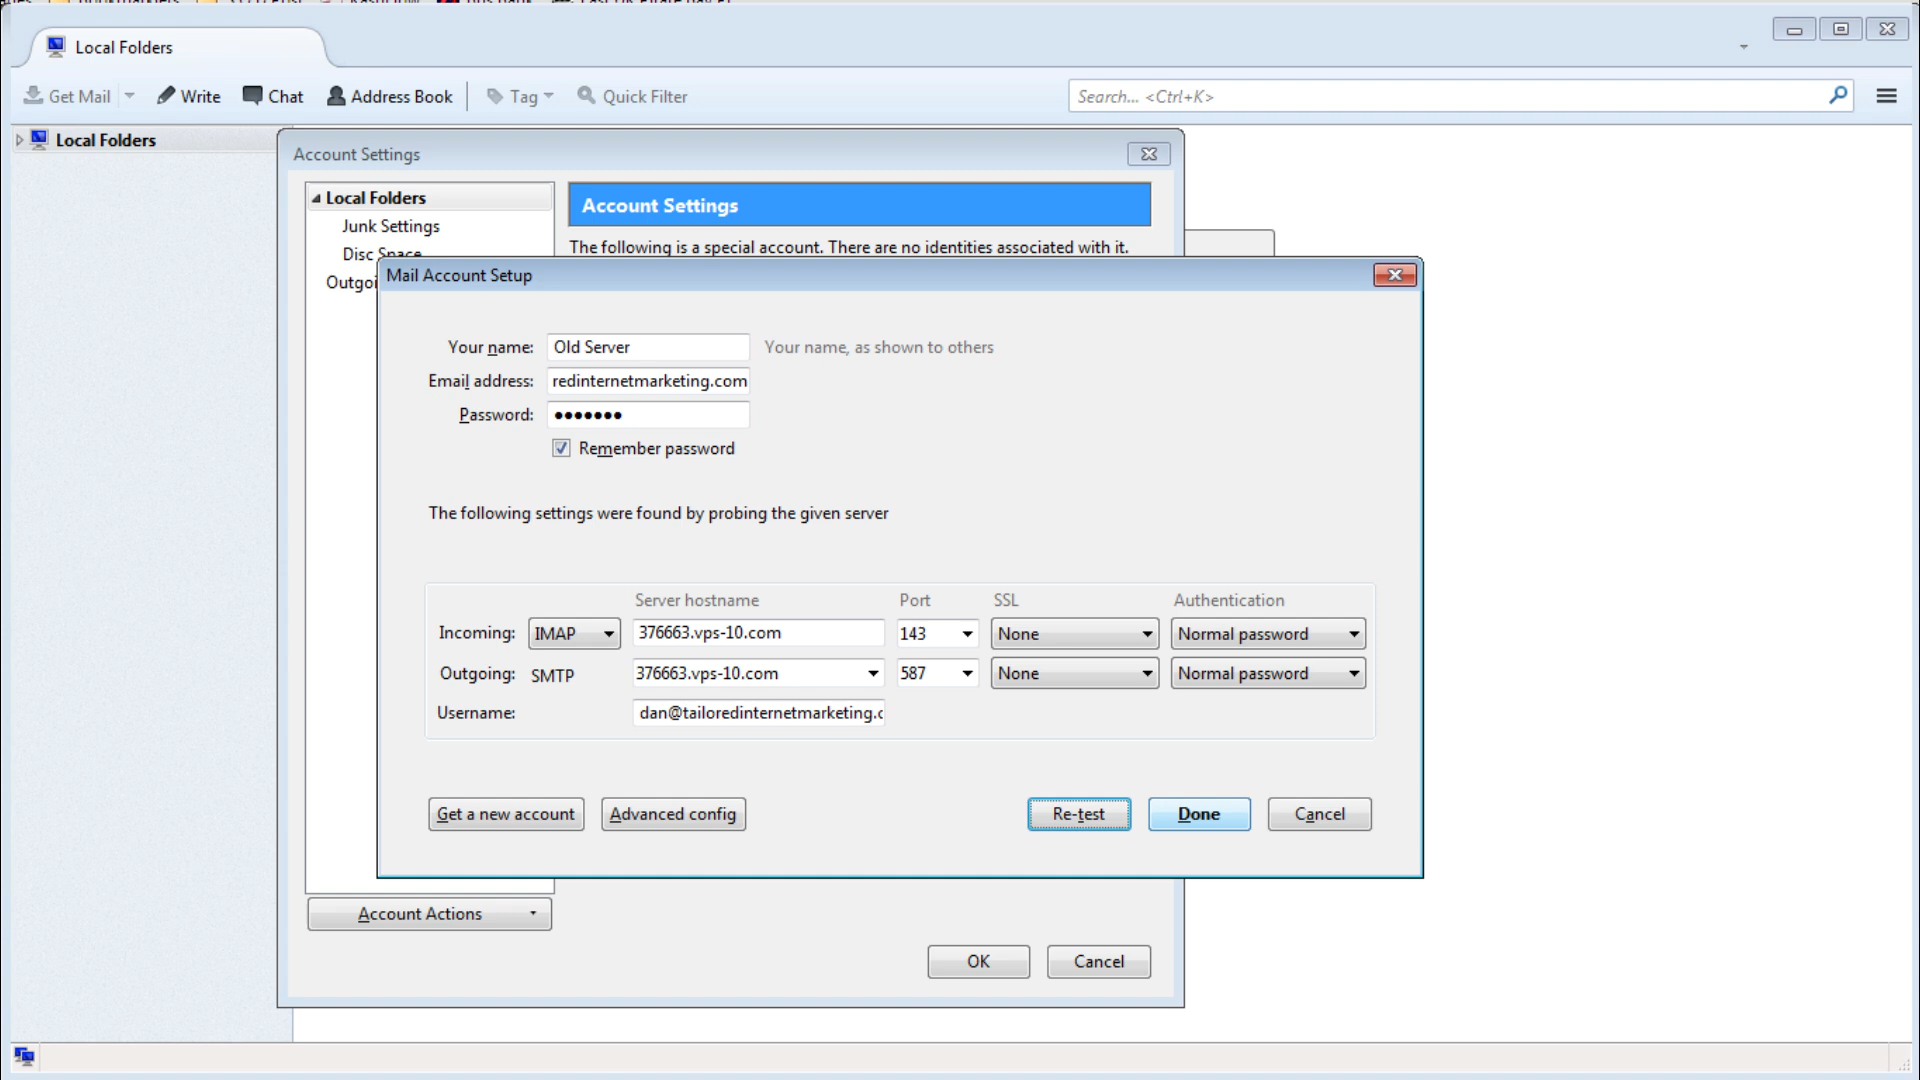 Local Folders
Get Mail
Write
Chat
Address Book
Tag
Quick Filter
Search... <Ctrl+K>
Local Folders
Account Settings
Local Folders
Junk Settings
Disc Space
Outgoi
Account Settings
The following is a special account. There are no identities associated with it.
Mail Account Setup
Your name: Old Server Your name, as shown to others
Email address: redinternetmarketing.com
Password: •••••••
Remember password
The following settings were found by probing the given server
Server hostname Port SSL Authentication
Incoming: IMAP 376663.vps-10.com 143 None Normal password
Outgoing: SMTP 376663.vps-10.com 587 None Normal password
Username: dan@tailoredinternetmarketing.c
Get a new account
Advanced config
Re-test
Done
Cancel
Account Actions
OK
Cancel